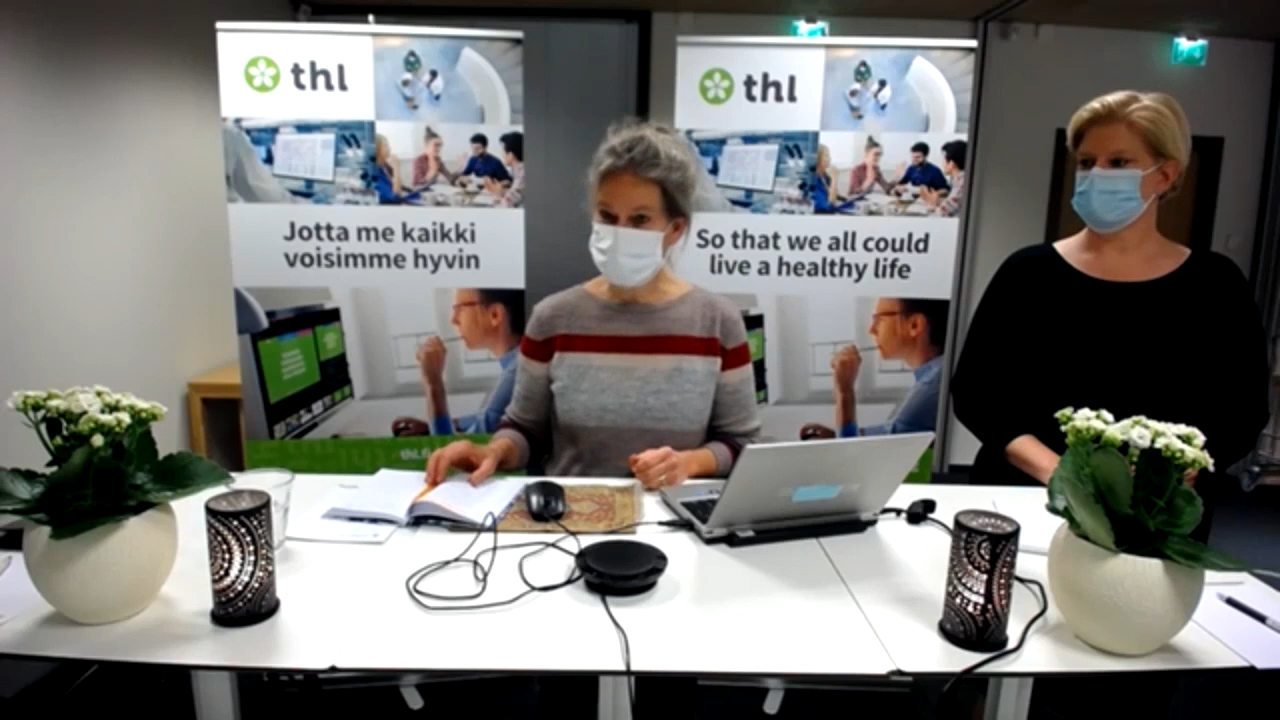 thl
Jotta me kaikki
voisimme hyvin
thl
So that we all could
live a healthy life